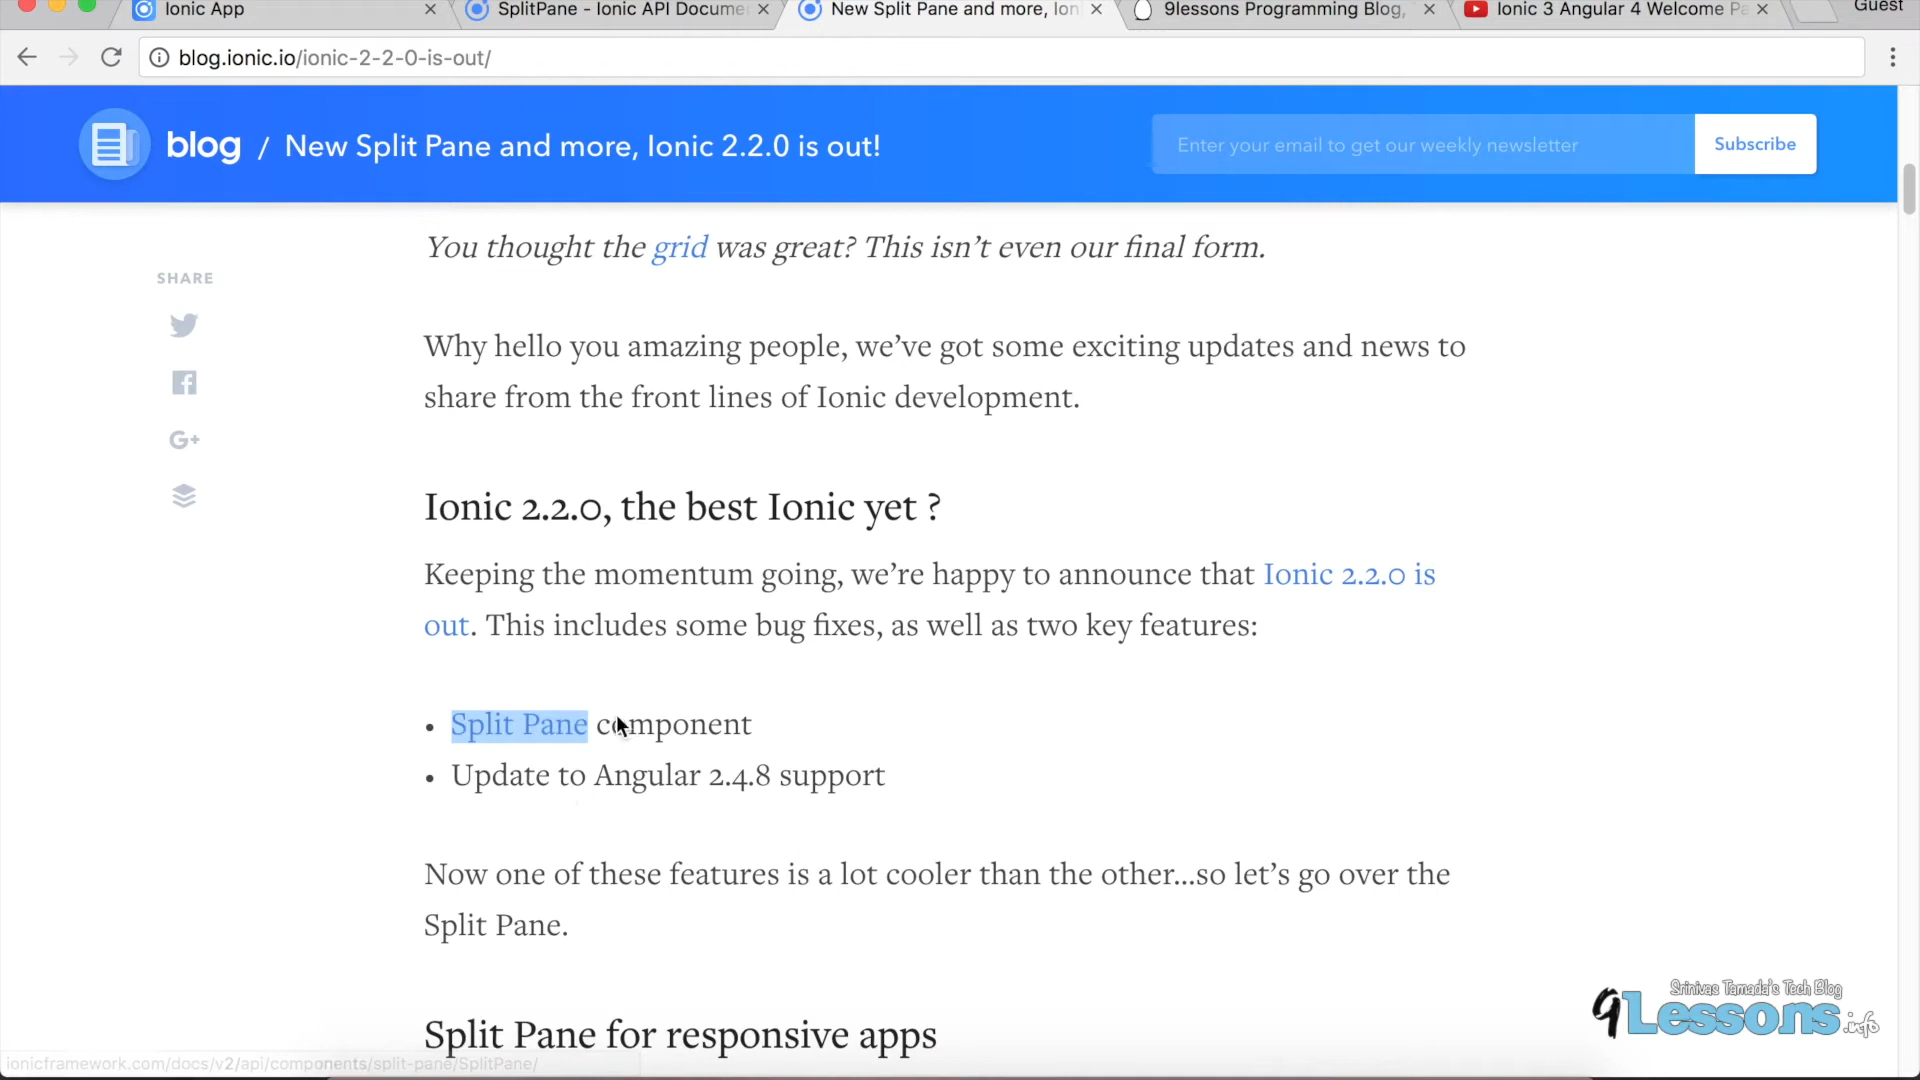 Ionic App
SplitPane - Ionic API Docume
New Split Pane and more, Ion
9lessons Programming Blog,
Ionic 3 Angular 4 Welcome Pa
Guest
blog.ionic.io/ionic-2-2-0-is-out/
blog / New Split Pane and more, Ionic 2.2.0 is out!
Enter your email to get our weekly newsletter
Subscribe
You thought the grid was great? This isn’t even our final form.
SHARE
Why hello you amazing people, we’ve got some exciting updates and news to
share from the front lines of Ionic development.
G+
Ionic 2.2.0, the best Ionic yet ?
Keeping the momentum going, we’re happy to announce that Ionic 2.2.0 is
out. This includes some bug fixes, as well as two key features:
• Split Pane component
• Update to Angular 2.4.8 support
Now one of these features is a lot cooler than the other...so let’s go over the
Split Pane.
Srinivas Tamada's Tech Blog
9Lessons.info
Split Pane for responsive apps
ionicframework.com/docs/v2/api/components/split-pane/SplitPane/